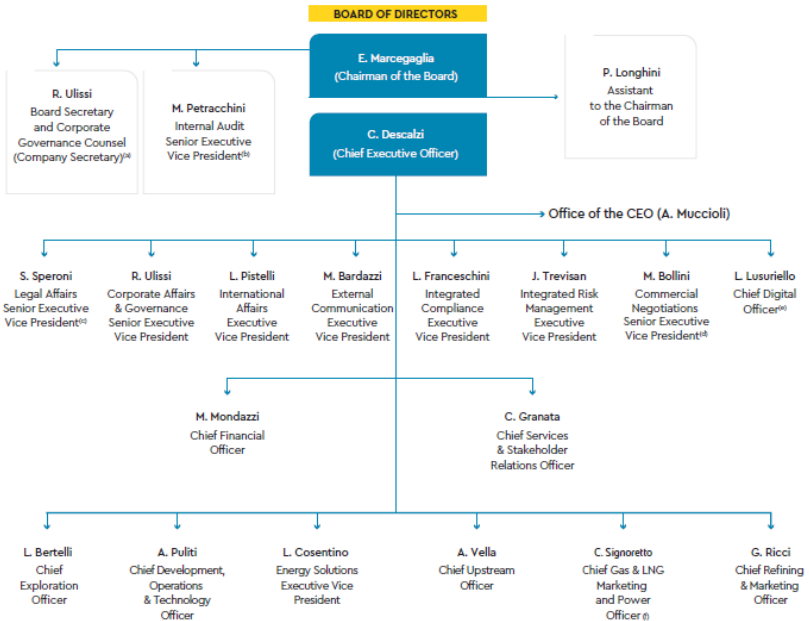 BOARD OF DIRECTORS
E. Marcegaglia
(Chairman of the Board)
R. Ulissi
Board Secretary
and Corporate
Governance Counsel
(Company Secretary)(a)
M. Petracchini
Internal Audit
Senior Executive
Vice President(b)
P. Longhini
Assistant
to the Chairman
of the Board
C. Descalzi
(Chief Executive Officer)
Office of the CEO (A. Muccioli)
S. Speroni
Legal Affairs
Senior Executive
Vice President(c)
R. Ulissi
Corporate Affairs
& Governance
Senior Executive
Vice President
L. Pistelli
International
Affairs
Executive
Vice President
M. Bardazzi
External
Communication
Executive
Vice President
L. Franceschini
Integrated
Compliance
Executive
Vice President
J. Trevisan
Integrated Risk
Management
Executive
Vice President
M. Bollini
Commercial
Negotiations
Senior Executive
Vice President(d)
L. Lusuriello
Chief Digital
Officer(e)
M. Mondazzi
Chief Financial
Officer
C. Granata
Chief Services
& Stakeholder
Relations Officer
L. Bertelli
Chief
Exploration
Officer
A. Puliti
Chief Development,
Operations
& Technology
Officer
L. Cosentino
Energy Solutions
Executive Vice
President
A. Vella
Chief Upstream
Officer
C. Signoretto
Chief Gas & LNG
Marketing
and Power
Officer (f)
G. Ricci
Chief Refining
& Marketing
Officer